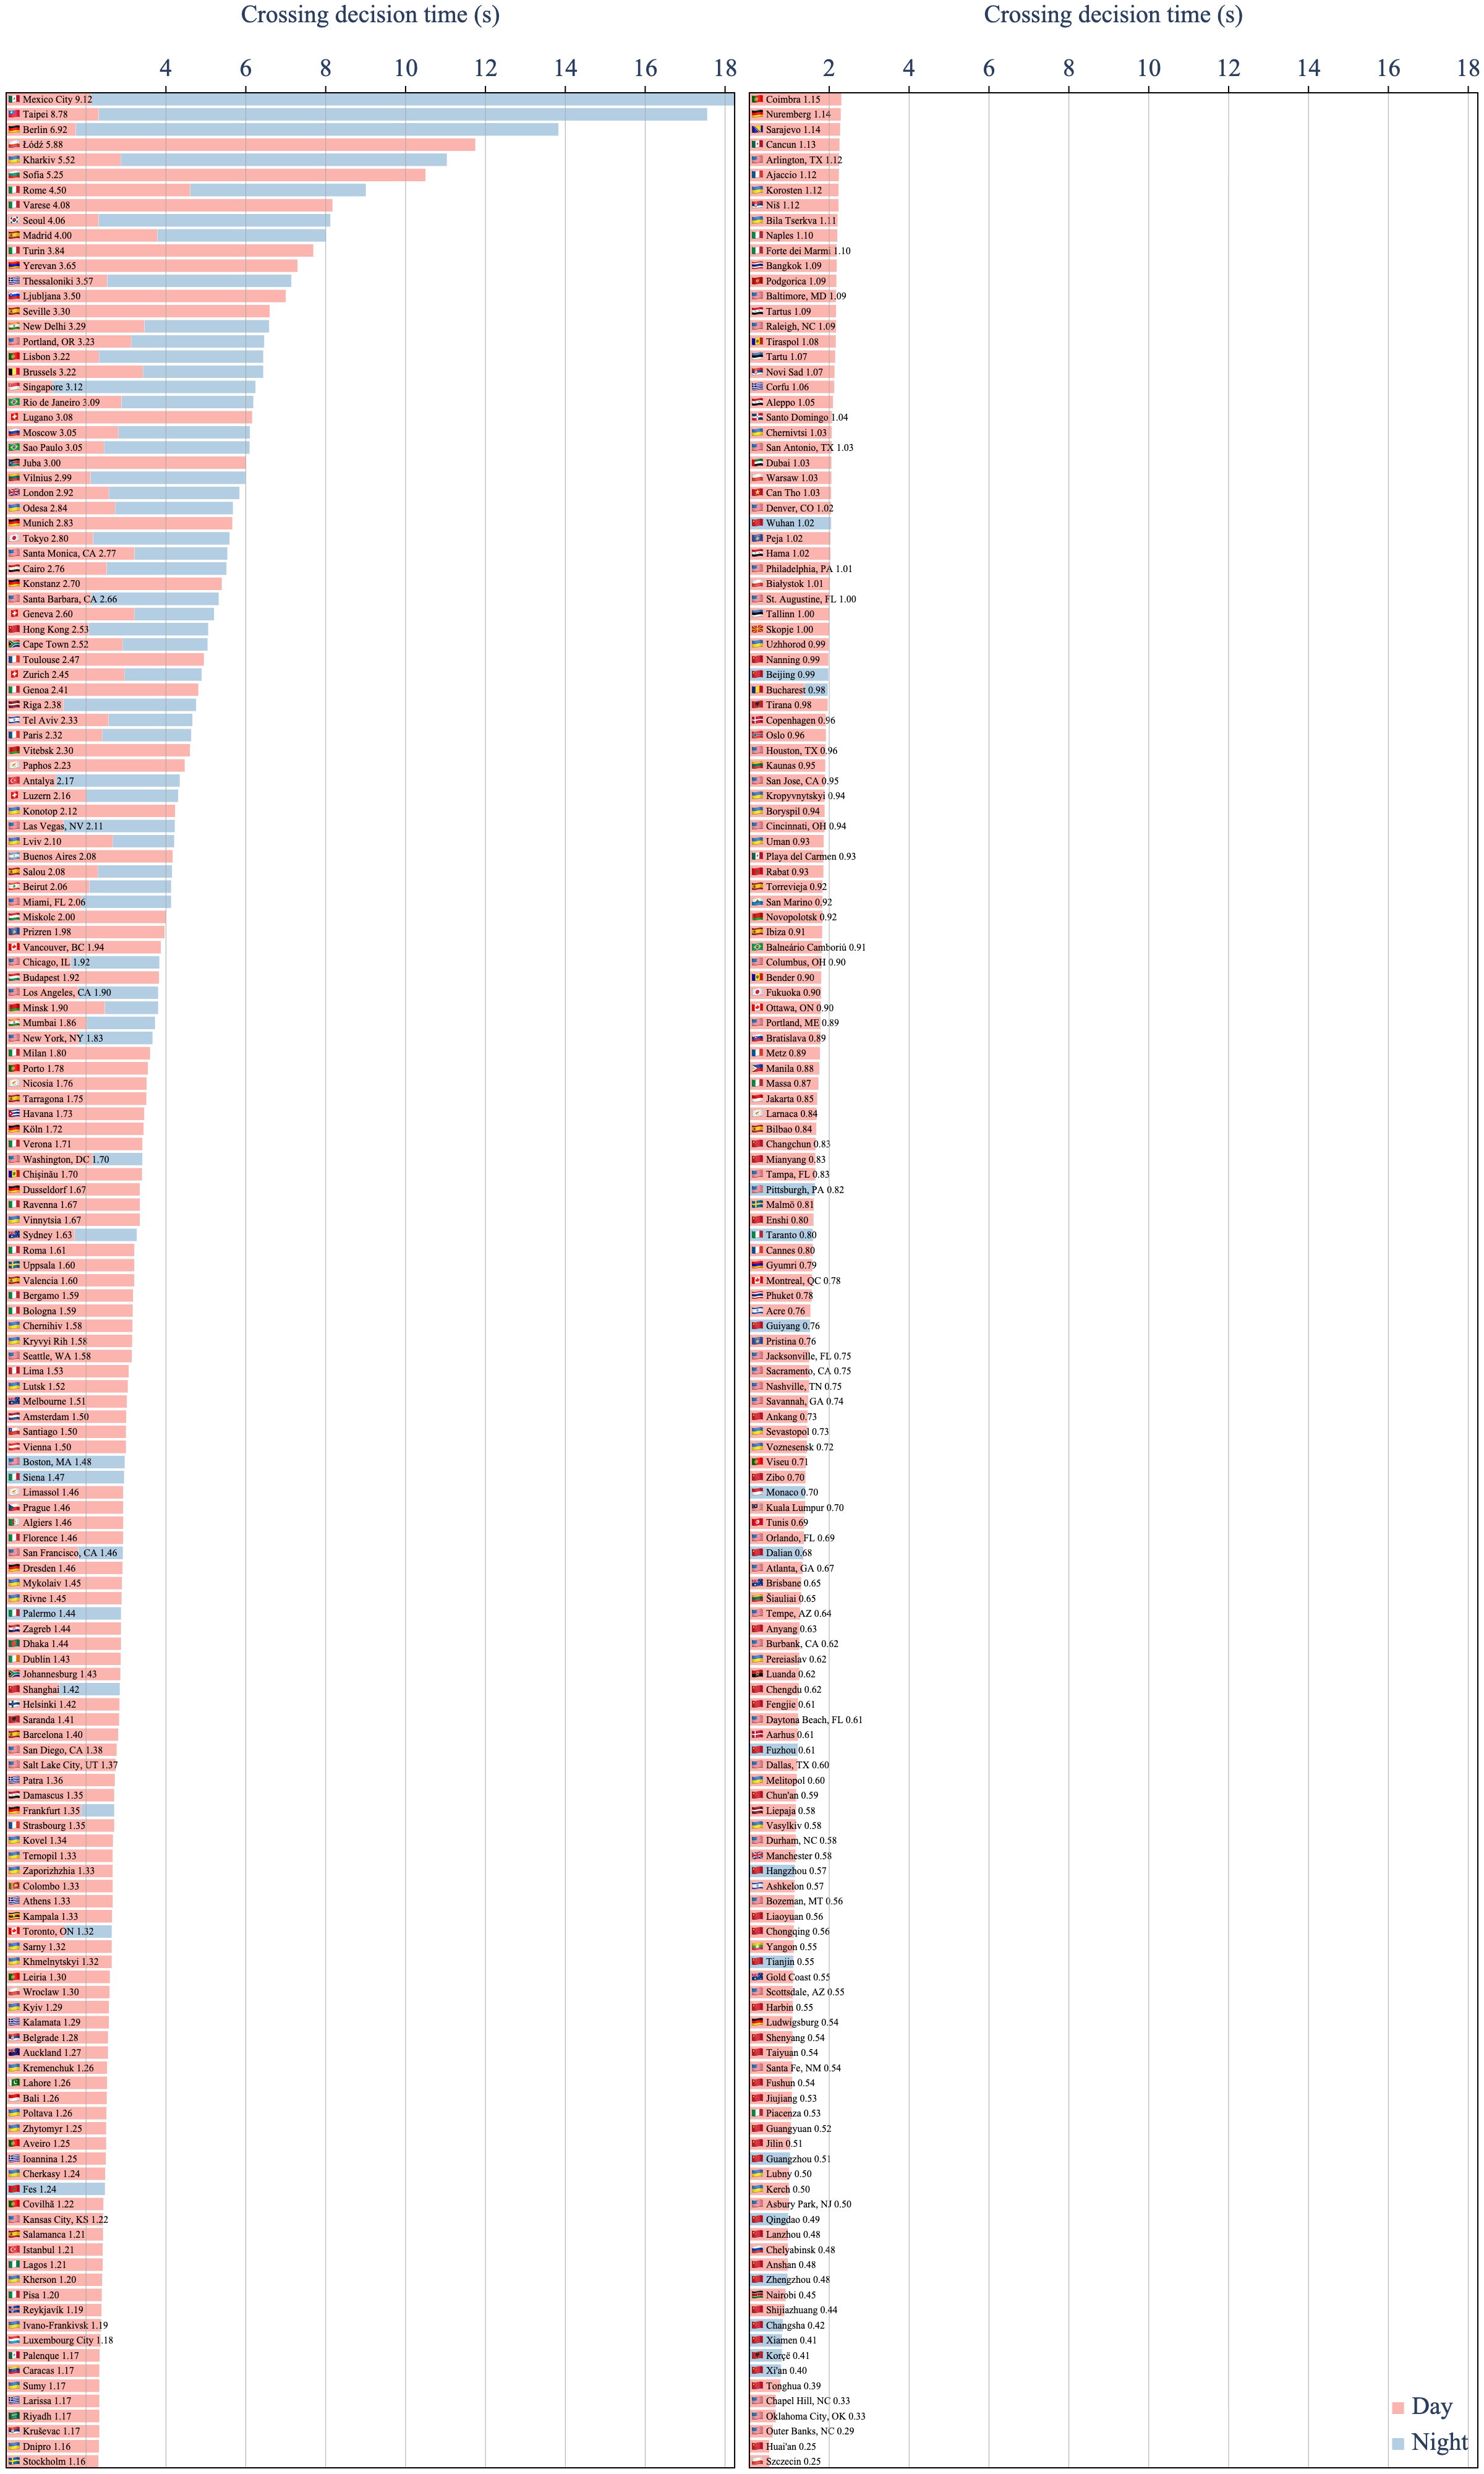 Crossing decision time (s)
4 6 8 10 12 14 16 18
Mexico City 9.12
Taipei 8.78
Berlin 6.92
Łódź 5.88
Kharkiv 5.52
Sofia 5.25
Rome 4.50
Varese 4.08
Seoul 4.06
Madrid 4.00
Turin 3.84
Yerevan 3.65
Thessaloniki 3.57
Ljubljana 3.50
Seville 3.30
New Delhi 3.29
Portland, OR 3.23
Lisbon 3.22
Brussels 3.22
Singapore 3.12
Rio de Janeiro 3.09
Lugano 3.08
Moscow 3.05
Sao Paulo 3.05
Juba 3.00
Vilnius 2.99
London 2.92
Odesa 2.84
Munich 2.83
Tokyo 2.80
Santa Monica, CA 2.77
Cairo 2.76
Konstanz 2.70
Santa Barbara, CA 2.66
Geneva 2.60
Hong Kong 2.53
Cape Town 2.52
Toulouse 2.47
Zurich 2.45
Genoa 2.41
Riga 2.38
Tel Aviv 2.33
Paris 2.32
Vitebsk 2.30
Paphos 2.23
Antalya 2.17
Luzern 2.16
Konotop 2.12
Las Vegas, NV 2.11
Lviv 2.10
Buenos Aires 2.08
Salou 2.08
Beirut 2.06
Miami, FL 2.06
Miskolc 2.00
Prizren 1.98
Vancouver, BC 1.94
Chicago, IL 1.92
Budapest 1.92
Los Angeles, CA 1.90
Minsk 1.90
Mumbai 1.86
New York, NY 1.83
Milan 1.80
Porto 1.78
Nicosia 1.76
Tarragona 1.75
Havana 1.73
Köln 1.72
Verona 1.71
Washington, DC 1.70
Chișinău 1.70
Dusseldorf 1.67
Ravenna 1.67
Vinnytsia 1.67
Sydney 1.63
Roma 1.61
Uppsala 1.60
Valencia 1.60
Bergamo 1.59
Bologna 1.59
Chernihiv 1.58
Kryvyi Rih 1.58
Seattle, WA 1.58
Lima 1.53
Lutsk 1.52
Melbourne 1.51
Amsterdam 1.50
Santiago 1.50
Vienna 1.50
Boston, MA 1.48
Siena 1.47
Limassol 1.46
Prague 1.46
Algiers 1.46
Florence 1.46
San Francisco, CA 1.46
Dresden 1.46
Mykolaiv 1.45
Rivne 1.45
Palermo 1.44
Zagreb 1.44
Dhaka 1.44
Dublin 1.43
Johannesburg 1.43
Shanghai 1.42
Helsinki 1.42
Saranda 1.41
Barcelona 1.40
San Diego, CA 1.38
Salt Lake City, UT 1.37
Patra 1.36
Damascus 1.35
Frankfurt 1.35
Strasbourg 1.35
Kovel 1.34
Ternopil 1.33
Zaporizhzhia 1.33
Colombo 1.33
Athens 1.33
Kampala 1.33
Toronto, ON 1.32
Sarny 1.32
Khmelnytskyi 1.32
Leiria 1.30
Wroclaw 1.30
Kyiv 1.29
Kalamata 1.29
Belgrade 1.28
Auckland 1.27
Kremenchuk 1.26
Lahore 1.26
Bali 1.26
Poltava 1.26
Zhytomyr 1.25
Aveiro 1.25
Ioannina 1.25
Cherkasy 1.24
Fes 1.24
Covilhã 1.22
Kansas City, KS 1.22
Salamanca 1.21
Istanbul 1.21
Lagos 1.21
Kherson 1.20
Pisa 1.20
Reykjavík 1.19
Ivano-Frankivsk 1.19
Luxembourg City 1.18
Palenque 1.17
Caracas 1.17
Sumy 1.17
Larissa 1.17
Riyadh 1.17
Kruševac 1.17
Dnipro 1.16
Stockholm 1.16
Crossing decision time (s)
2 4 6 8 10 12 14 16 18
Coimbra 1.15
Nuremberg 1.14
Sarajevo 1.14
Cancun 1.13
Arlington, TX 1.12
Ajaccio 1.12
Korosten 1.12
Niš 1.12
Bila Tserkva 1.11
Naples 1.10
Forte dei Marmi 1.10
Bangkok 1.09
Podgorica 1.09
Baltimore, MD 1.09
Tartus 1.09
Raleigh, NC 1.09
Tiraspol 1.08
Tartu 1.07
Novi Sad 1.07
Corfu 1.06
Aleppo 1.05
Santo Domingo 1.04
Chernivtsi 1.03
San Antonio, TX 1.03
Dubai 1.03
Warsaw 1.03
Can Tho 1.03
Denver, CO 1.02
Wuhan 1.02
Peja 1.02
Hama 1.02
Philadelphia, PA 1.01
Białystok 1.01
St. Augustine, FL 1.00
Tallinn 1.00
Skopje 1.00
Uzhhorod 0.99
Nanning 0.99
Beijing 0.99
Bucharest 0.98
Tirana 0.98
Copenhagen 0.96
Oslo 0.96
Houston, TX 0.96
Kaunas 0.95
San Jose, CA 0.95
Kropyvnytskyi 0.94
Boryspil 0.94
Cincinnati, OH 0.94
Uman 0.93
Playa del Carmen 0.93
Rabat 0.93
Torrevieja 0.92
San Marino 0.92
Novopolotsk 0.92
Ibiza 0.91
Balneário Camboriú 0.91
Columbus, OH 0.90
Bender 0.90
Fukuoka 0.90
Ottawa, ON 0.90
Portland, ME 0.89
Bratislava 0.89
Metz 0.89
Manila 0.88
Massa 0.87
Jakarta 0.85
Larnaca 0.84
Bilbao 0.84
Changchun 0.83
Mianyang 0.83
Tampa, FL 0.83
Pittsburgh, PA 0.82
Malmö 0.81
Enshi 0.80
Taranto 0.80
Cannes 0.80
Gyumri 0.79
Montreal, QC 0.78
Phuket 0.78
Acre 0.76
Guiyang 0.76
Pristina 0.76
Jacksonville, FL 0.75
Sacramento, CA 0.75
Nashville, TN 0.75
Savannah, GA 0.74
Ankang 0.73
Sevastopol 0.73
Voznesensk 0.72
Viseu 0.71
Zibo 0.70
Monaco 0.70
Kuala Lumpur 0.70
Tunis 0.69
Orlando, FL 0.69
Dalian 0.68
Atlanta, GA 0.67
Brisbane 0.65
Šiauliai 0.65
Tempe, AZ 0.64
Anyang 0.63
Burbank, CA 0.62
Pereiaslav 0.62
Luanda 0.62
Chengdu 0.62
Fengjie 0.61
Daytona Beach, FL 0.61
Aarhus 0.61
Fuzhou 0.61
Dallas, TX 0.60
Melitopol 0.60
Chun'an 0.59
Liepaja 0.58
Vasylkiv 0.58
Durham, NC 0.58
Manchester 0.58
Hangzhou 0.57
Ashkelon 0.57
Bozeman, MT 0.56
Liaoyuan 0.56
Chongqing 0.56
Yangon 0.55
Tianjin 0.55
Gold Coast 0.55
Scottsdale, AZ 0.55
Harbin 0.55
Ludwigsburg 0.54
Shenyang 0.54
Taiyuan 0.54
Santa Fe, NM 0.54
Fushun 0.54
Jiujiang 0.53
Piacenza 0.53
Guangyuan 0.52
Jilin 0.51
Guangzhou 0.51
Lubny 0.50
Kerch 0.50
Asbury Park, NJ 0.50
Qingdao 0.49
Lanzhou 0.48
Chelyabinsk 0.48
Anshan 0.48
Zhengzhou 0.48
Nairobi 0.45
Shijiazhuang 0.44
Changsha 0.42
Xiamen 0.41
Korçë 0.41
Xi'an 0.40
Tonghua 0.39
Chapel Hill, NC 0.33
Oklahoma City, OK 0.33
Outer Banks, NC 0.29
Huai'an 0.25
Szczecin 0.25
Day
Night